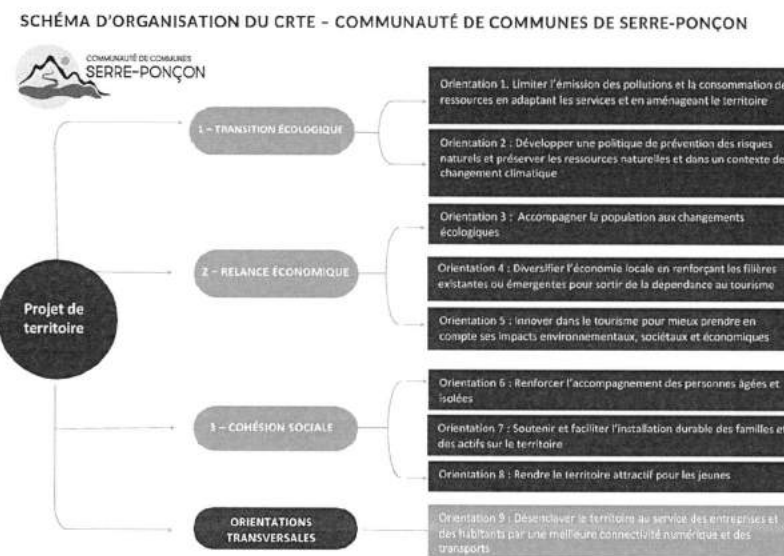 SCHÉMA D'ORGANISATION DU CRTE – COMMUNAUTÉ DE COMMUNES DE SERRE-PONÇON
COMMUNAUTÉ DE COMMUNES
SERRE-PONÇON
Projet de
territoire
1 – TRANSITION ÉCOLOGIQUE
Orientation 1. Limiter l'émission des pollutions et la consommation de
ressources en adaptant les services et en aménageant le territoire
Orientation 2 : Développer une politique de prévention des risques
naturels et préserver les ressources naturelles et dans un contexte de
changement climatique
2 – RELANCE ÉCONOMIQUE
Orientation 3 : Accompagner la population aux changements
écologiques
Orientation 4 : Diversifier l'économie locale en renforçant les filières
existantes ou émergentes pour sortir de la dépendance au tourisme
Orientation 5 : Innover dans le tourisme pour mieux prendre en
compte ses impacts environnementaux, sociétaux et économiques
3 – COHÉSION SOCIALE
Orientation 6 : Renforcer l'accompagnement des personnes âgées et
isolées
Orientation 7 : Soutenir et faciliter l'installation durable des familles et
des actifs sur le territoire
Orientation 8 : Rendre le territoire attractif pour les jeunes
ORIENTATIONS
TRANSVERSALES
Orientation 9 : Désenclaver le territoire au service des entreprises et
des habitants par une meilleure connectivité numérique et des
transports